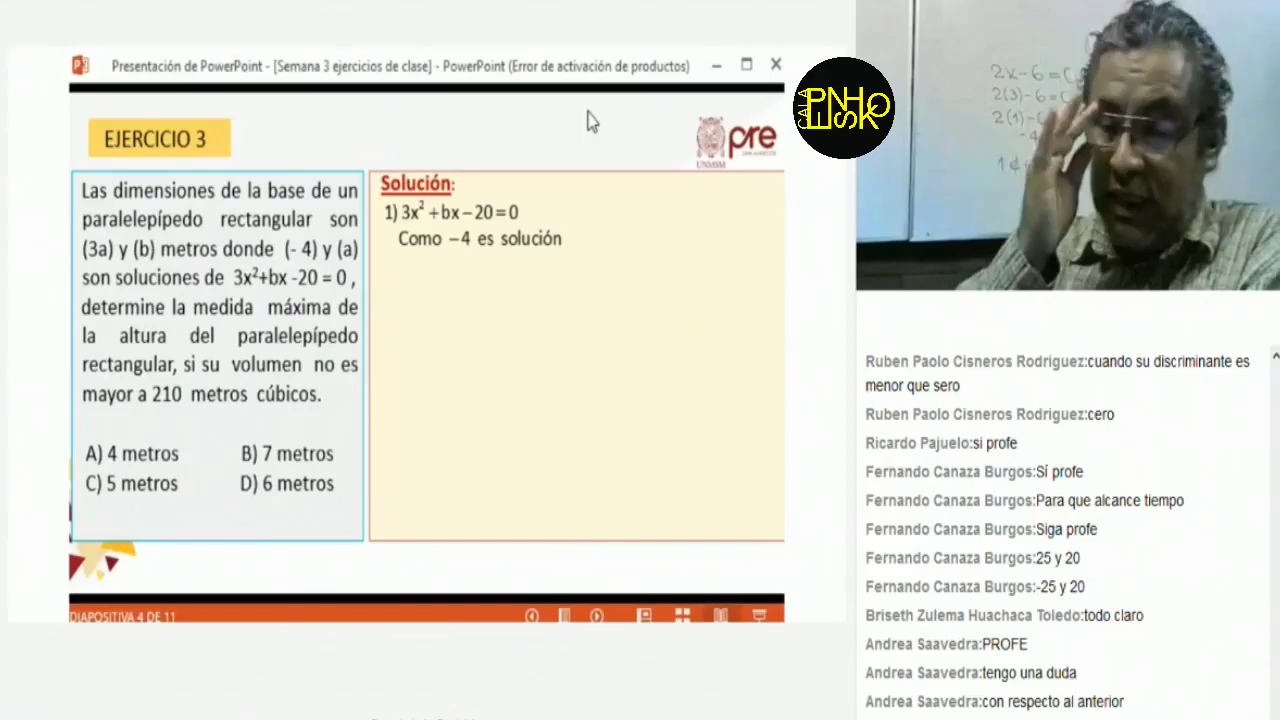 Presentación de PowerPoint - [Semana 3 ejercicios de clase] - PowerPoint (Error de activación de productos)
EJERCICIO 3
UNMSM
pre
Las dimensiones de la base de un
paralelepípedo rectangular son
(3a) y (b) metros donde (- 4) y (a)
son soluciones de 3x²+bx -20 = 0 ,
determine la medida máxima de
la altura del paralelepípedo
rectangular, si su volumen no es
mayor a 210 metros cúbicos.
A) 4 metros B) 7 metros
C) 5 metros D) 6 metros
Solución:
1) 3x² + bx − 20 = 0
Como −4 es solución
DIAPOSITIVA 4 DE 11
CALA
PNHO
ESK
2x - 6 =
2(3) - 6 =
2(1) -
Ruben Paolo Cisneros Rodriguez:cuando su discriminante es
menor que sero
Ruben Paolo Cisneros Rodriguez:cero
Ricardo Pajuelo:si profe
Fernando Canaza Burgos:Sí profe
Fernando Canaza Burgos:Para que alcance tiempo
Fernando Canaza Burgos:Siga profe
Fernando Canaza Burgos:25 y 20
Fernando Canaza Burgos:-25 y 20
Briseth Zulema Huachaca Toledo:todo claro
Andrea Saavedra:PROFE
Andrea Saavedra:tengo una duda
Andrea Saavedra:con respecto al anterior